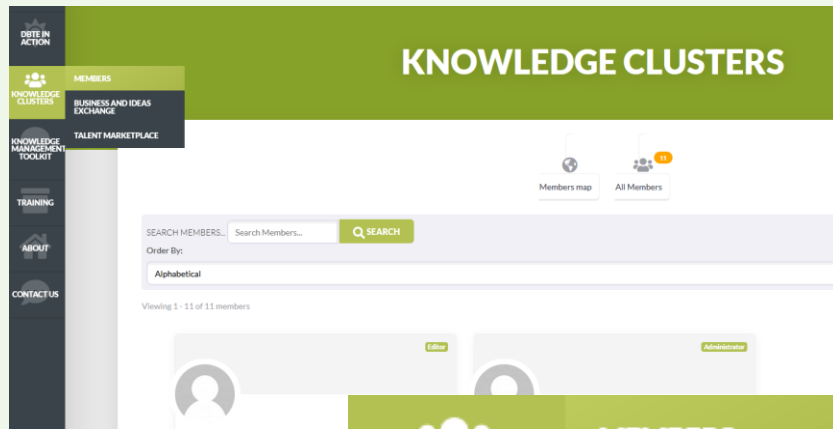 DBTE IN
ACTION
KNOWLEDGE
CLUSTERS
MEMBERS
BUSINESS AND IDEAS
EXCHANGE
TALENT MARKETPLACE
KNOWLEDGE
MANAGEMENT
TOOLKIT
TRAINING
ABOUT
CONTACT US
KNOWLEDGE CLUSTERS
Members map
All Members
11
SEARCH MEMBERS...
Search Members...
SEARCH
Order By:
Alphabetical
Viewing 1 - 11 of 11 members
Editor
Administrator